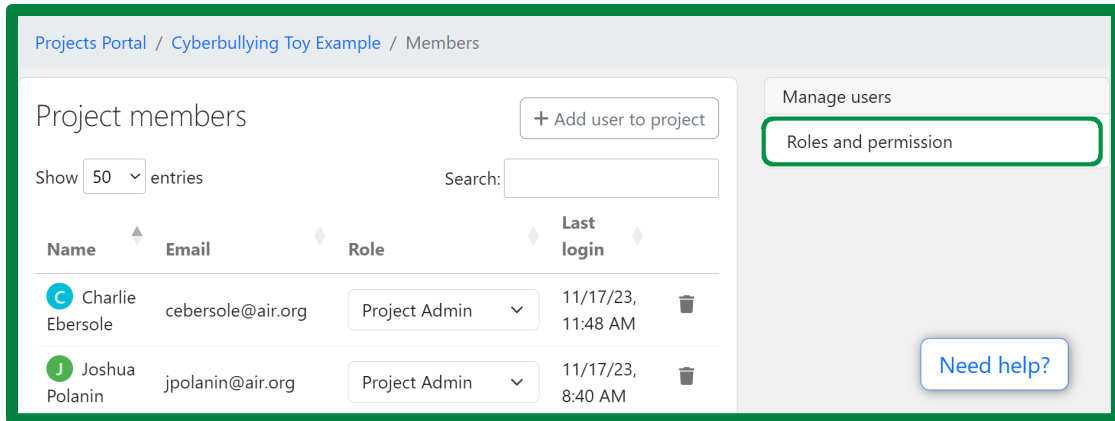 Projects Portal / Cyberbullying Toy Example / Members
Project members
+ Add user to project
Show 50 entries
Search:
Name Email Role Last login
C Charlie Ebersole cebersole@air.org Project Admin 11/17/23, 11:48 AM
J Joshua Polanin jpolanin@air.org Project Admin 11/17/23, 8:40 AM
Manage users
Roles and permission
Need help?